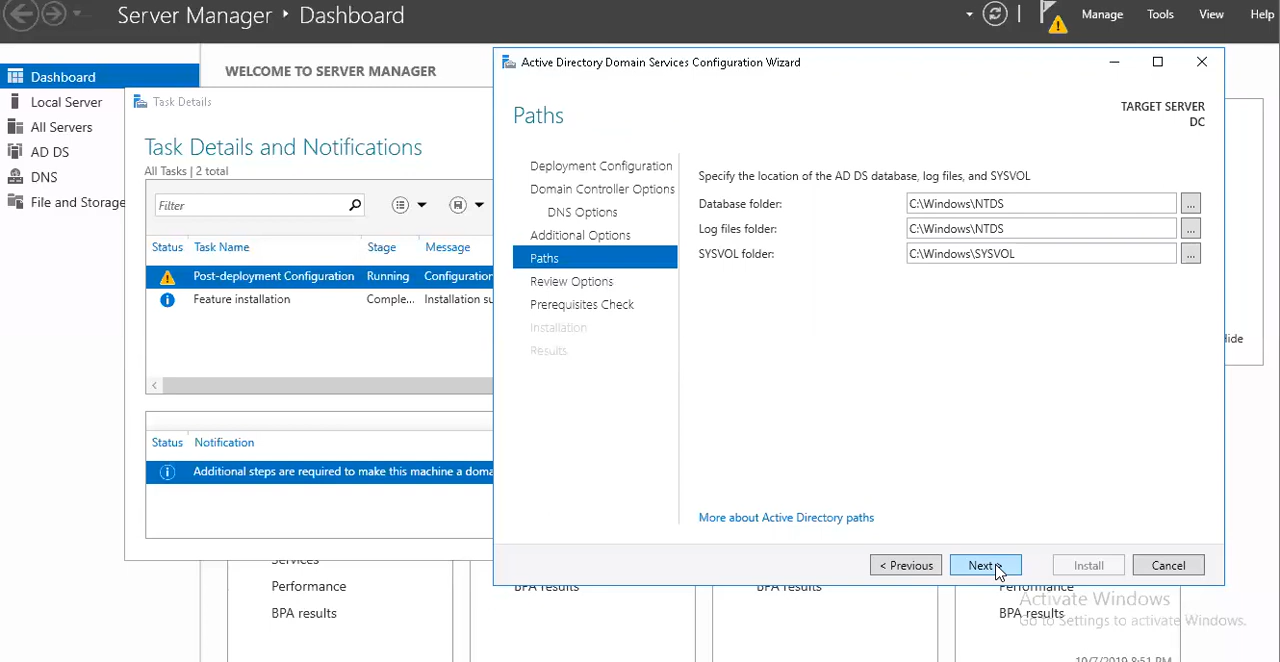 Server Manager ‣ Dashboard
Manage Tools View Help
Dashboard
Local Server
All Servers
AD DS
DNS
File and Storage
WELCOME TO SERVER MANAGER
Task Details
Task Details and Notifications
All Tasks | 2 total
Filter
Status Task Name Stage Message
Post-deployment Configuration Running Configuration
Feature installation Comple... Installation su
Status Notification
Additional steps are required to make this machine a doma
Active Directory Domain Services Configuration Wizard
Paths
TARGET SERVER
DC
Deployment Configuration
Domain Controller Options
DNS Options
Additional Options
Paths
Review Options
Prerequisites Check
Installation
Results
Specify the location of the AD DS database, log files, and SYSVOL
Database folder: C:\Windows\NTDS ...
Log files folder: C:\Windows\NTDS ...
SYSVOL folder: C:\Windows\SYSVOL ...
More about Active Directory paths
< Previous Next > Install Cancel
Services
Performance
BPA results
BPA results
BPA results
Performance
BPA results
Activate Windows
Go to Settings to activate Windows.
10/7/2019 8:51 PM